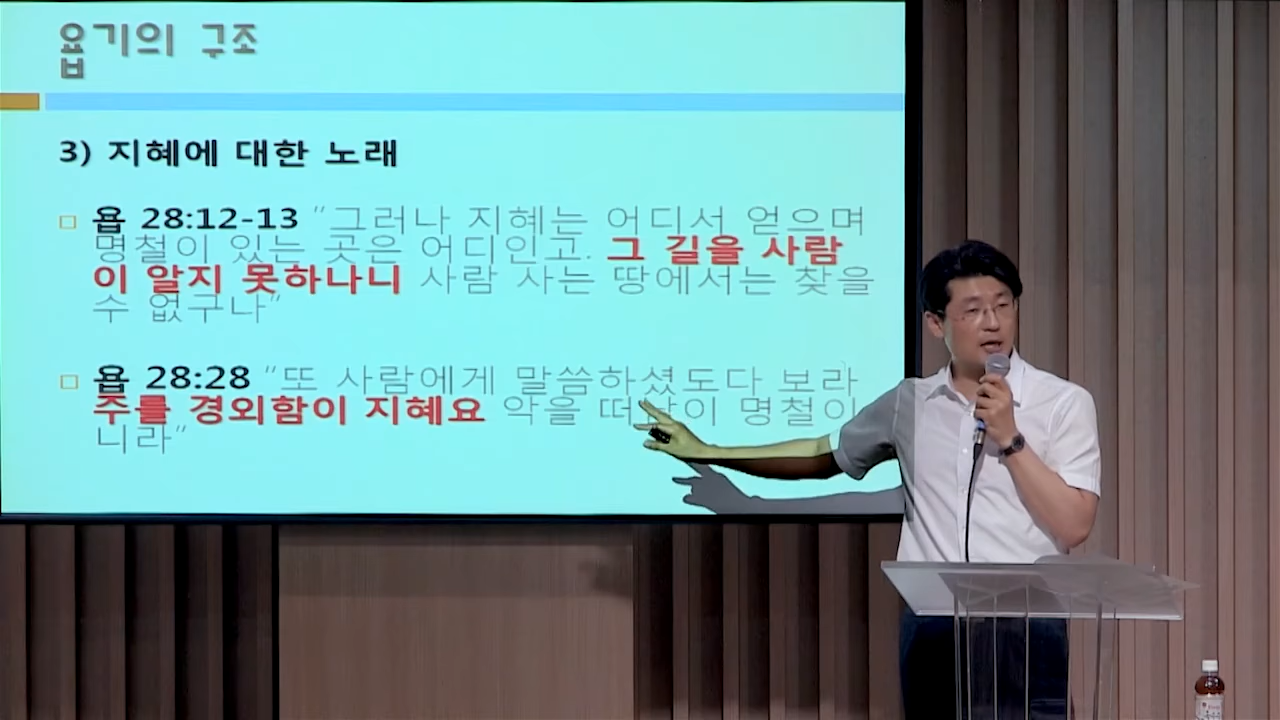 욥기의 구조
3) 지혜에 대한 노래
욥 28:12-13 “그러나 지혜는 어디서 얻으며
명철이 있는 곳은 어디인고. 그 길을 사람
이 알지 못하나니 사람 사는 땅에서는 찾을
수 없구나”
욥 28:28 “또 사람에게 말씀하셨도다 보라
주를 경외함이 지혜요 악을 떠남이 명철이
니라”